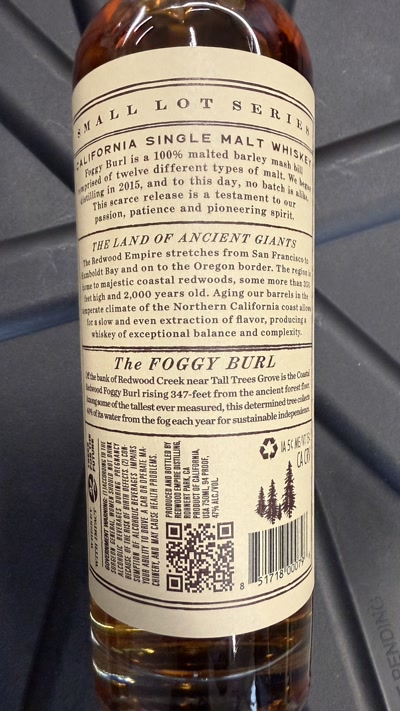 SMALL LOT SERIES
CALIFORNIA SINGLE MALT WHISKEY
Foggy Burl is a 100% malted barley mash bill
comprised of twelve different types of malt. We began
distilling in 2015, and to this day, no batch is alike.
This scarce release is a testament to our
passion, patience and pioneering spirit.
THE LAND OF ANCIENT GIANTS
The Redwood Empire stretches from San Francisco to
Humboldt Bay and on to the Oregon border. The region is
home to majestic coastal redwoods, some more than 350
feet high and 2,000 years old. Aging our barrels in the
temperate climate of the Northern California coast allows
for a slow and even extraction of flavor, producing a
whiskey of exceptional balance and complexity.
The FOGGY BURL
Off the bank of Redwood Creek near Tall Trees Grove is the Coastal
Redwood Foggy Burl rising 347-feet from the ancient forest floor.
Among some of the tallest ever measured, this determined tree collects
40% of its water from the fog each year for sustainable independence.
GOVERNMENT WARNING:
SURGEON GENERAL, WOMEN SHOULD NOT DRINK
ALCOHOLIC BEVERAGES DURING PREGNANCY
BECAUSE OF THE RISK OF BIRTH DEFECTS. (2) CON-
SUMPTION OF ALCOHOLIC BEVERAGES IMPAIRS
YOUR ABILITY TO DRIVE A CAR OR OPERATE MA-
CHINERY, AND MAY CAUSE HEALTH PROBLEMS.
PRODUCED AND BOTTLED BY
REDWOOD EMPIRE DISTILLING,
ROHNERT PARK, CA
PRODUCT OF CALIFORNIA,
USA 750ML, 94 PROOF,
47% ALC/VOL.
IA 5¢ ME/VT 15¢
CA CRV
8 51718 00079
TRENDING